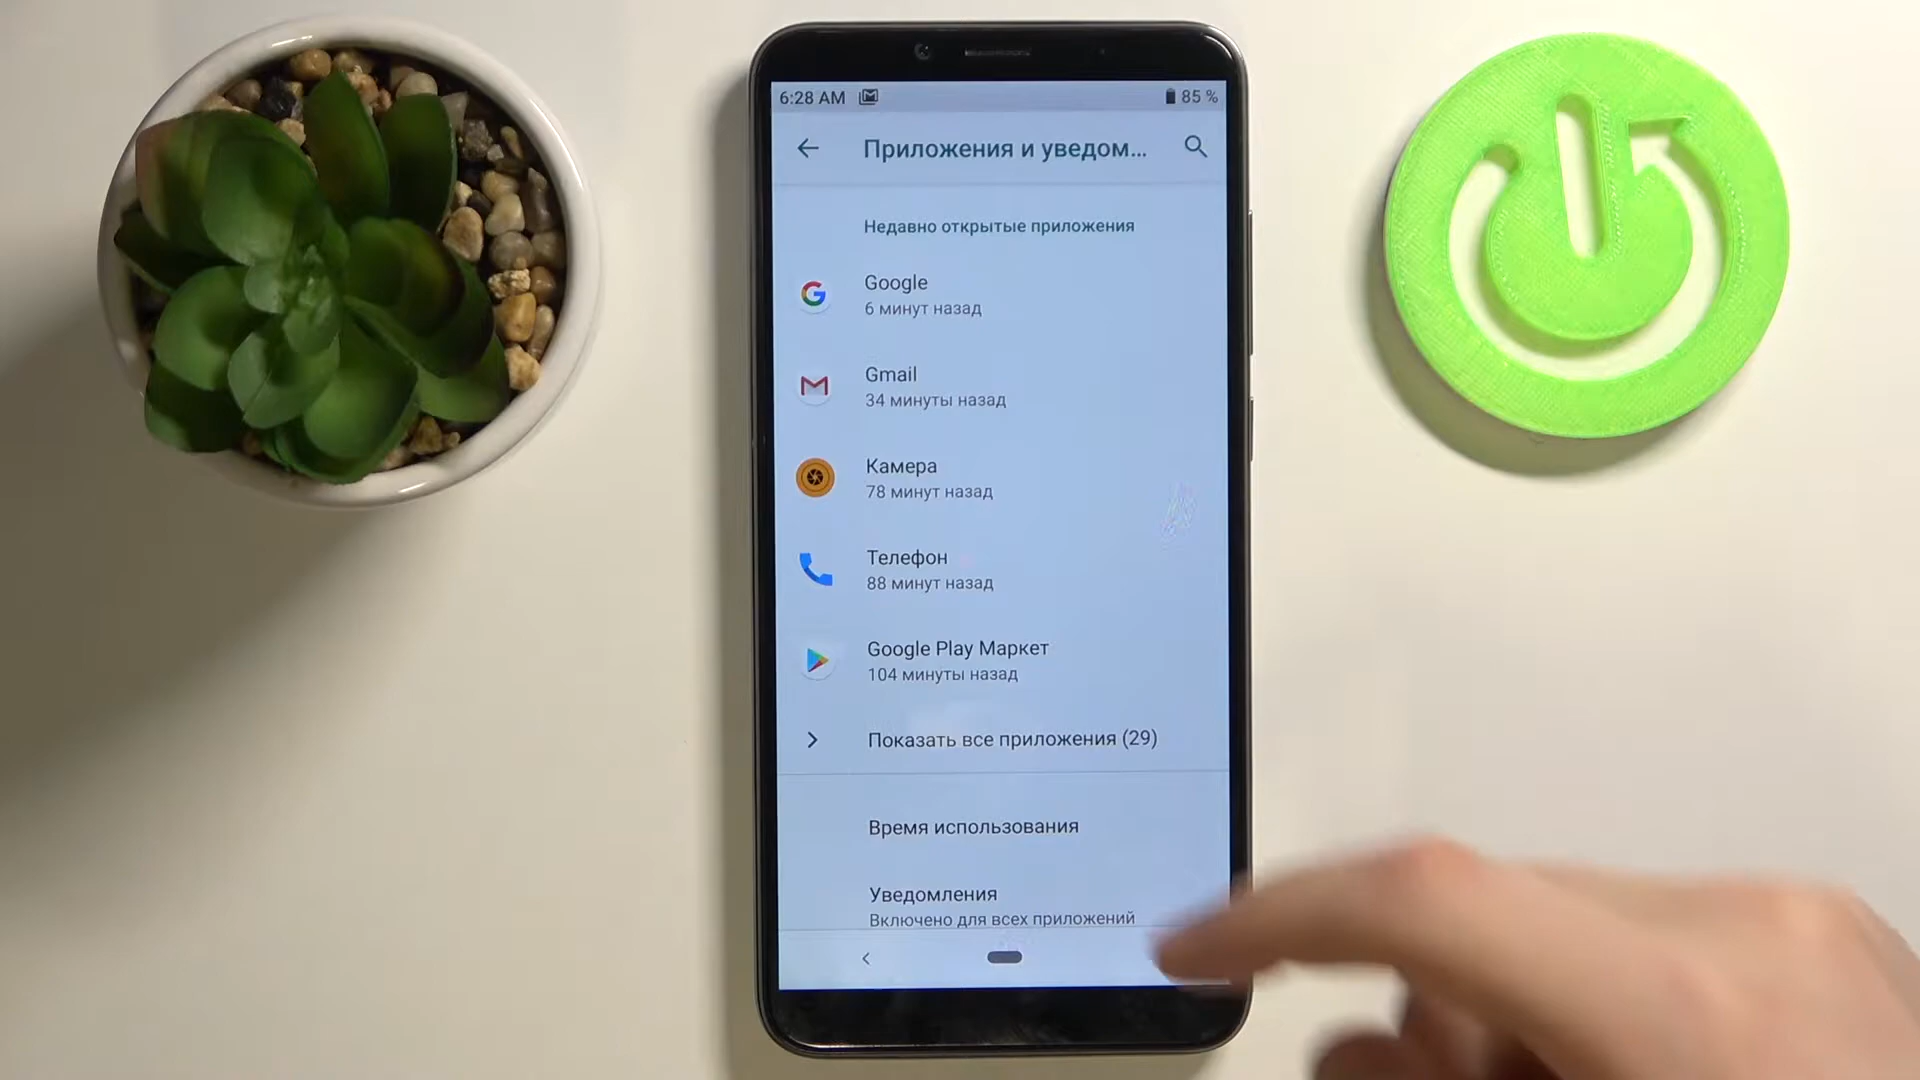 6:28 AM
85 %
Приложения и уведом...
Недавно открытые приложения
Google
6 минут назад
Gmail
34 минуты назад
Камера
78 минут назад
Телефон
88 минут назад
Google Play Маркет
104 минуты назад
Показать все приложения (29)
Время использования
Уведомления
Включено для всех приложений